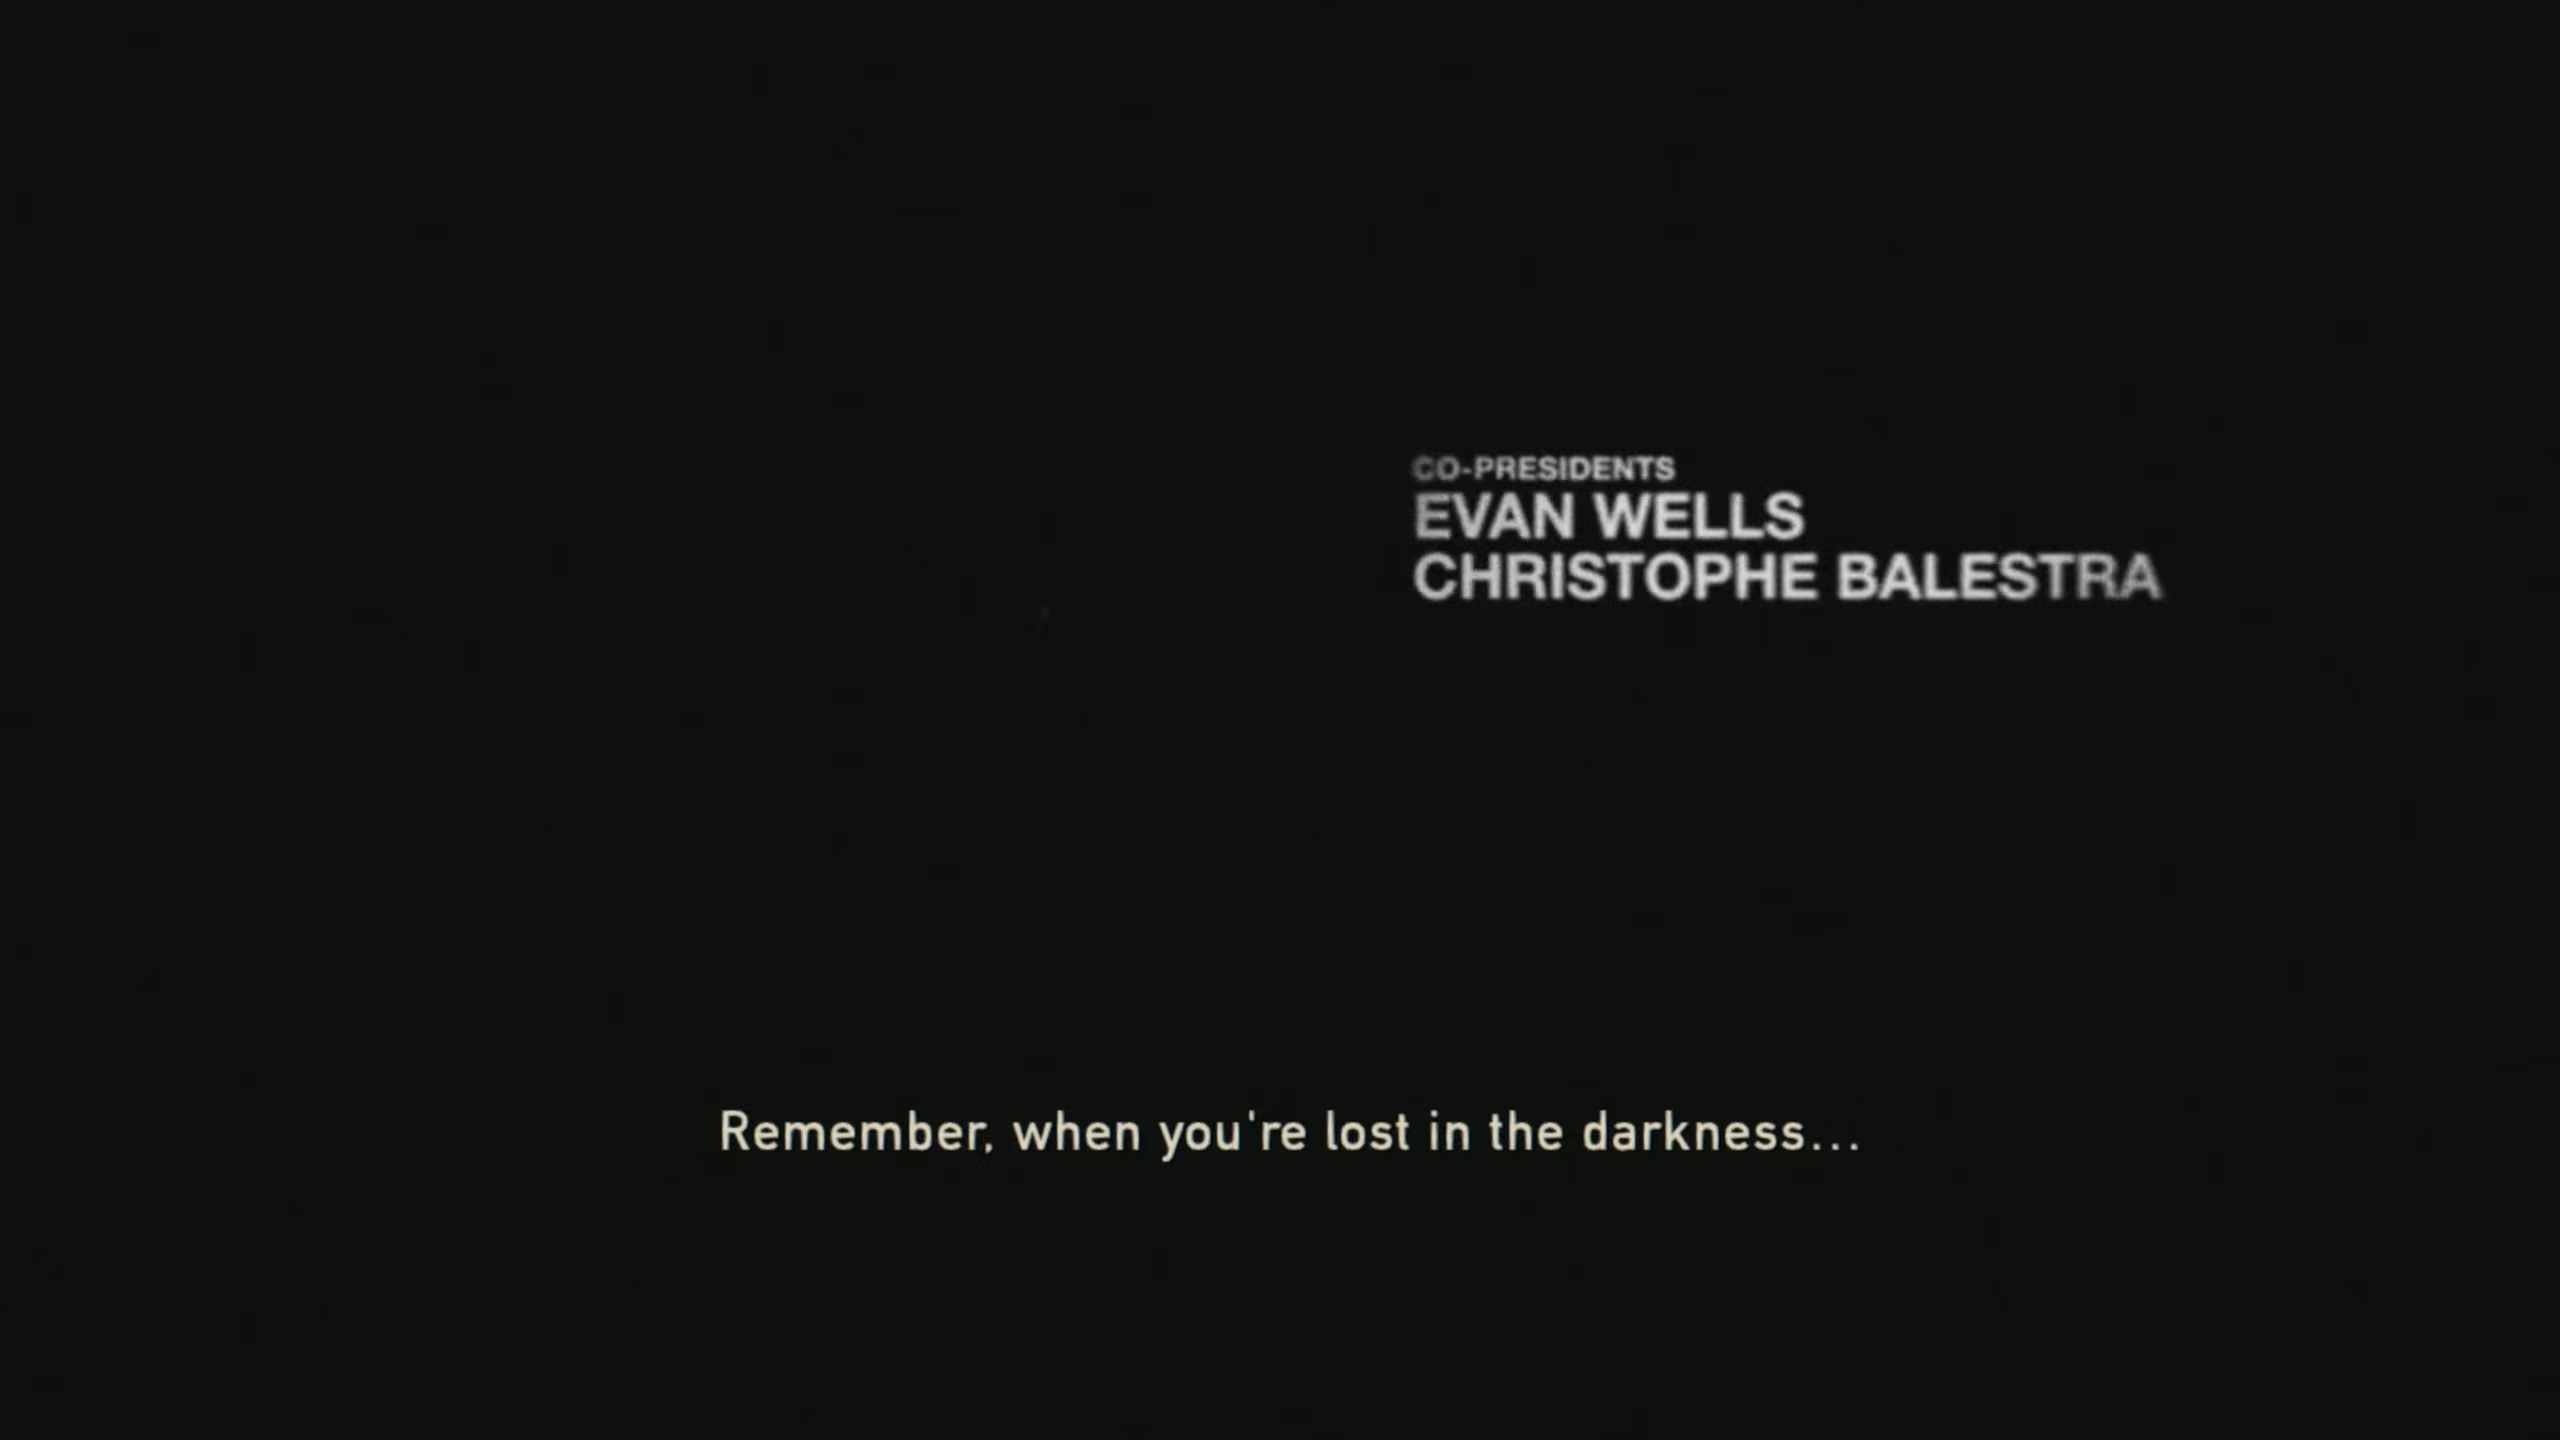 CO-PRESIDENTS
EVAN WELLS
CHRISTOPHE BALESTRA
Remember, when you're lost in the darkness...